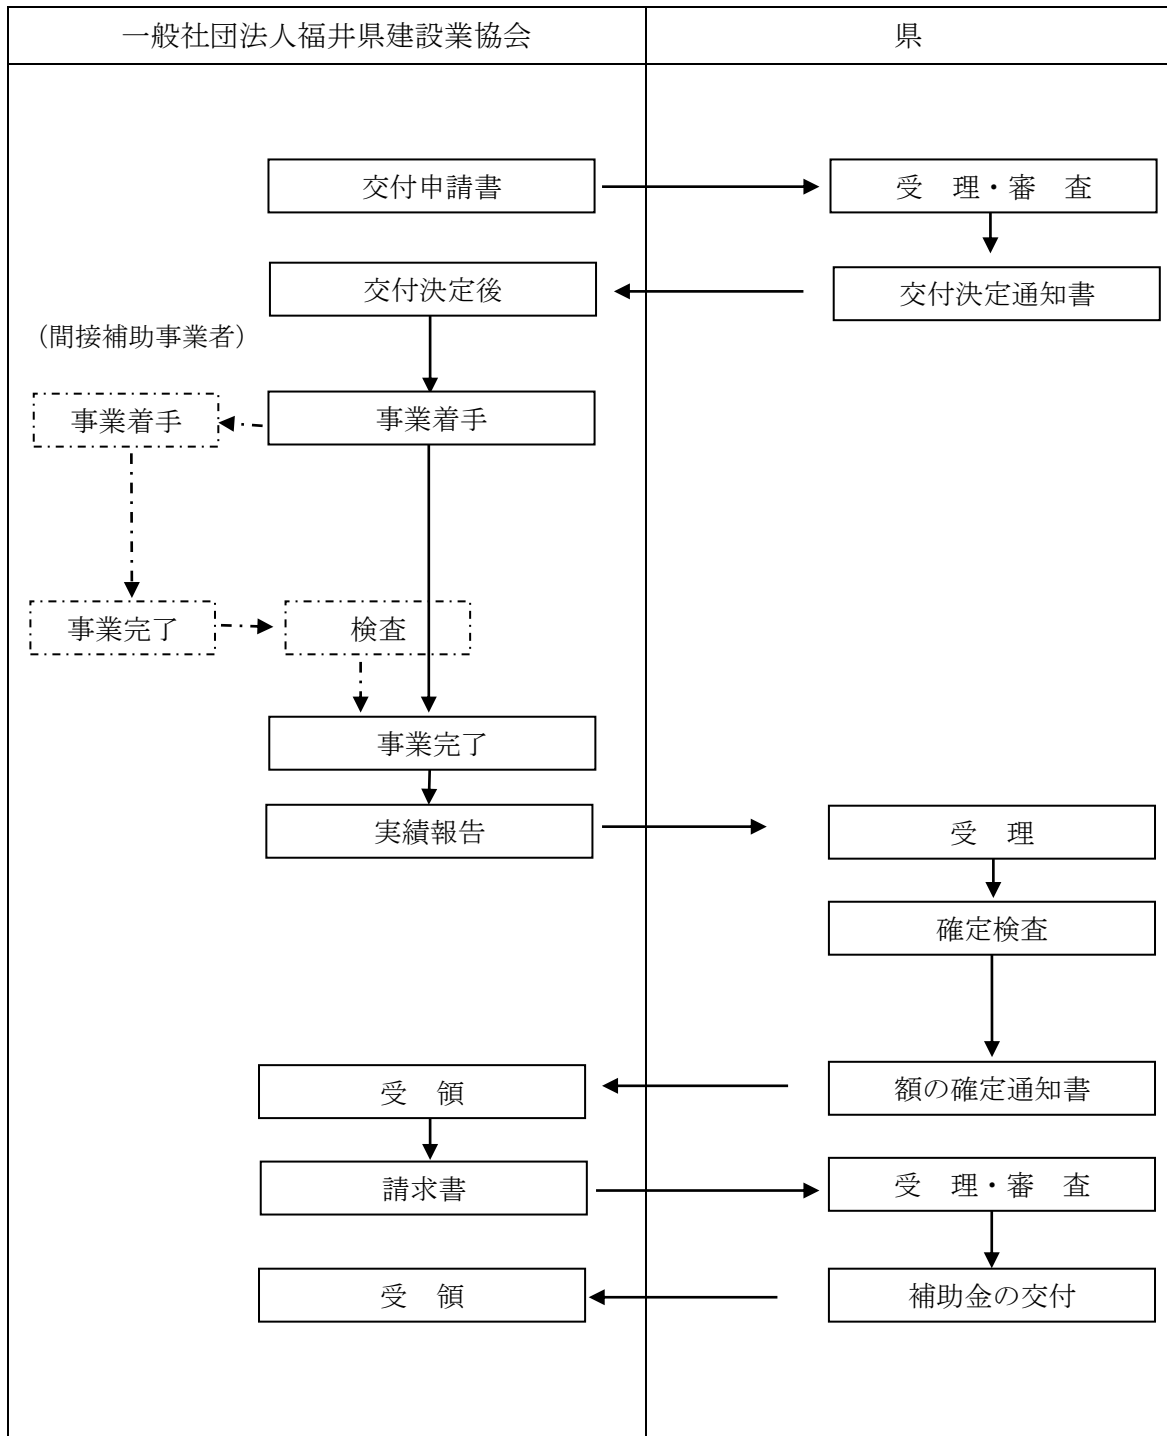 一般社団法人福井県建設業協会
県
交付申請書
受　理・審　査
交付決定後
交付決定通知書
（間接補助事業者）
事業着手
事業着手
事業完了
検査
事業完了
実績報告
受　理
確定検査
受　領
額の確定通知書
請求書
受　理・審　査
受　領
補助金の交付